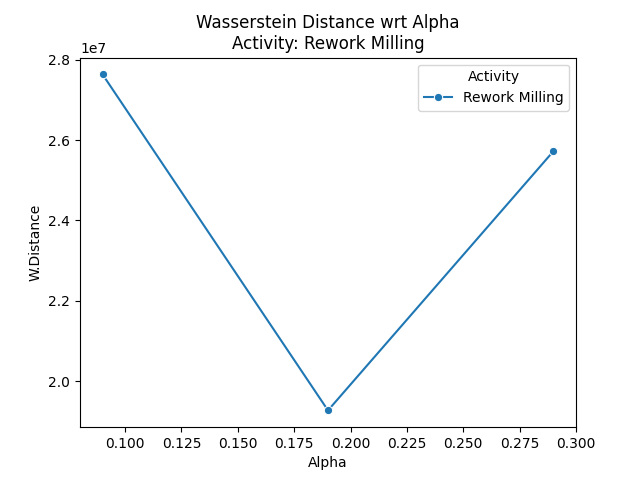 Wasserstein Distance wrt Alpha
Activity: Rework Milling
1e7
2.8
2.6
2.4
2.2
2.0
W.Distance
Activity
Rework Milling
0.100 0.125 0.150 0.175 0.200 0.225 0.250 0.275 0.300
Alpha